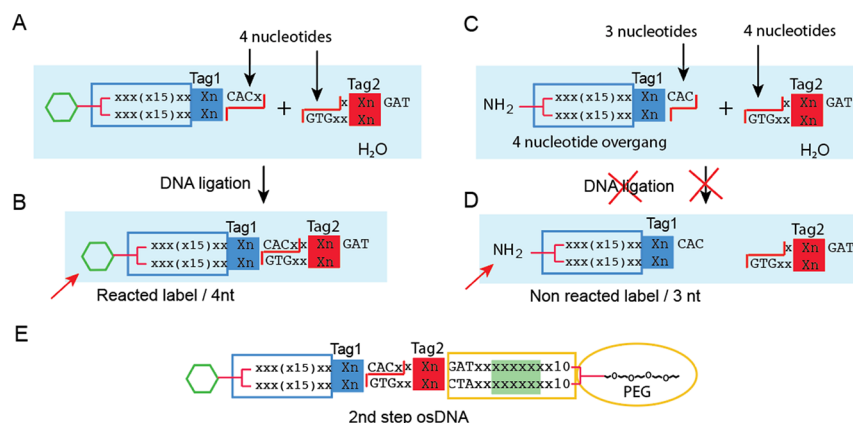 A
4 nucleotides
Tag1
Tag2
xxx(x15)xx Xn CACx
x Xn GAT
xxx(x15)xx Xn
+
GTGxx Xn
H2O
DNA ligation
B
Tag1
Tag2
xxx(x15)xx Xn CACxx Xn GAT
xxx(x15)xx Xn GTGxx Xn
Reacted label / 4nt
C
3 nucleotides
4 nucleotides
Tag1
Tag2
NH2
xxx(x15)xx Xn CAC
x Xn GAT
xxx(x15)xx Xn
+
GTGxx Xn
4 nucleotide overgang
H2O
DNA ligation
D
Tag1
Tag2
NH2
xxx(x15)xx Xn CAC
x Xn GAT
xxx(x15)xx Xn
GTGxx Xn
Non reacted label / 3 nt
E
Tag1
Tag2
xxx(x15)xx Xn CACxx Xn GATxxxxxxxxx10
xxx(x15)xx Xn GTGxx Xn CTAxxxxxxxxx10
o o o o
PEG
2nd step osDNA